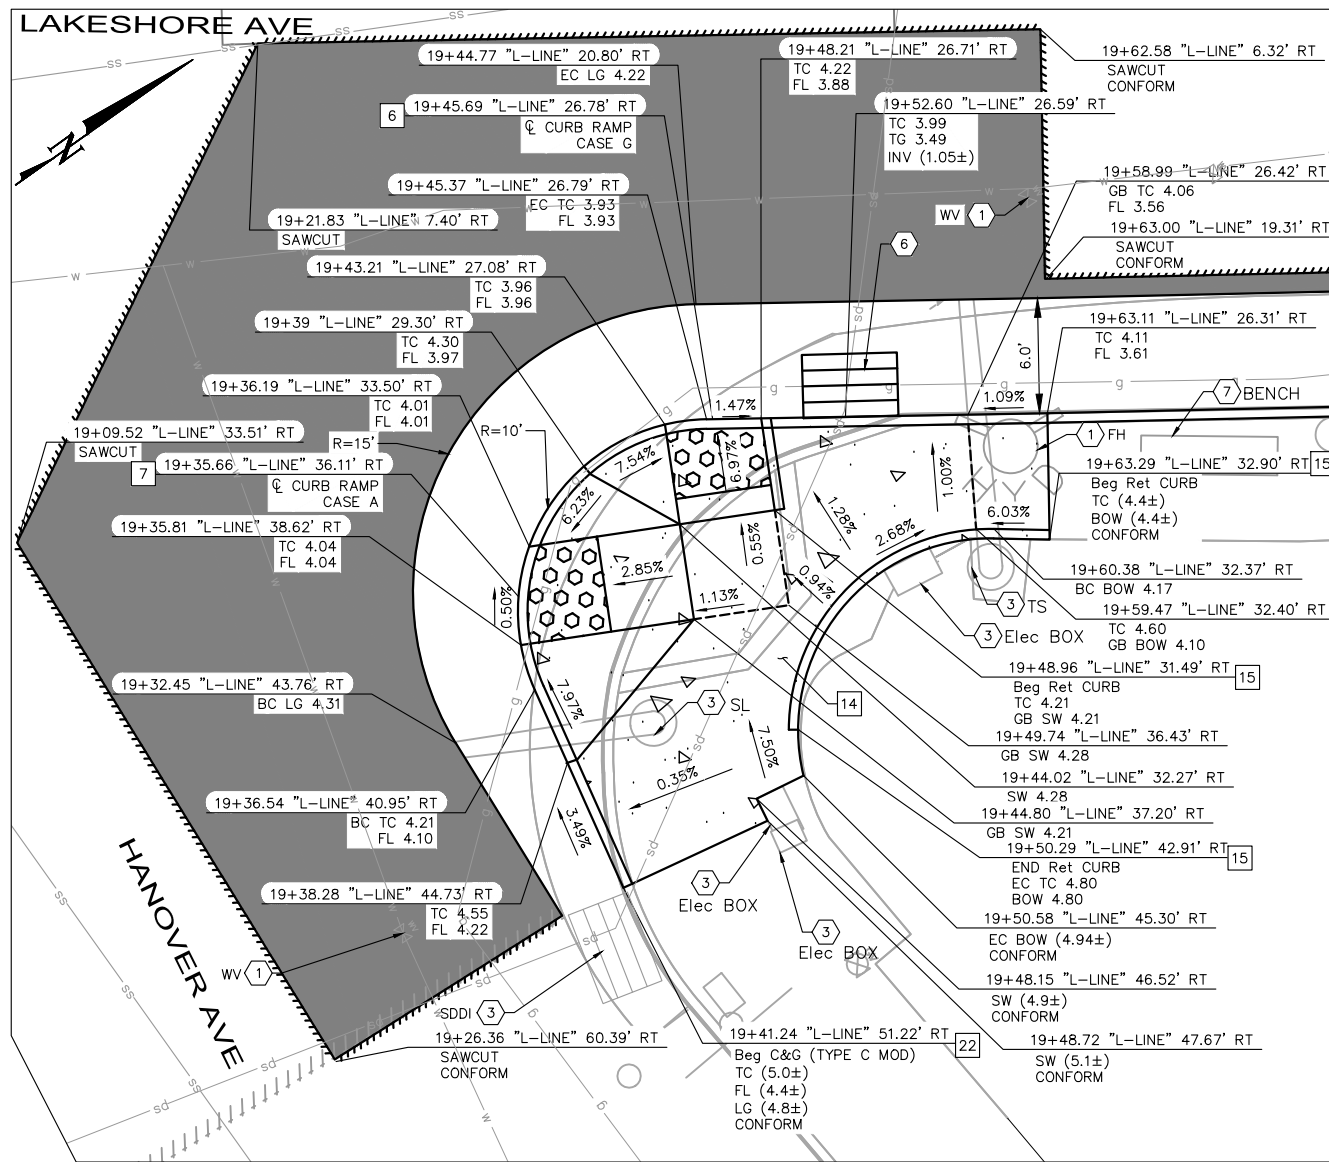 LAKESHORE AVE
N
19+44.77 "L-LINE" 20.80' RT
EC LG 4.22
6
19+45.69 "L-LINE" 26.78' RT
℄ CURB RAMP
CASE G
19+45.37 "L-LINE" 26.79' RT
EC TC 3.93
FL 3.93
19+21.83 "L-LINE" 7.40' RT
SAWCUT
19+43.21 "L-LINE" 27.08' RT
TC 3.96
FL 3.96
19+39 "L-LINE" 29.30' RT
TC 4.30
FL 3.97
19+36.19 "L-LINE" 33.50' RT
TC 4.01
FL 4.01
19+09.52 "L-LINE" 33.51' RT
SAWCUT
R=15'
R=10'
7
19+35.66 "L-LINE" 36.11' RT
℄ CURB RAMP
CASE A
19+35.81 "L-LINE" 38.62' RT
TC 4.04
FL 4.04
19+32.45 "L-LINE" 43.76' RT
BC LG 4.31
19+36.54 "L-LINE" 40.95' RT
BC TC 4.21
FL 4.10
19+38.28 "L-LINE" 44.73' RT
TC 4.55
FL 4.22
HANOVER AVE
WV 1
SDDI 3
19+26.36 "L-LINE" 60.39' RT
SAWCUT
CONFORM
19+48.21 "L-LINE" 26.71' RT
TC 4.22
FL 3.88
19+52.60 "L-LINE" 26.59' RT
TC 3.99
TG 3.49
INV (1.05±)
19+62.58 "L-LINE" 6.32' RT
SAWCUT
CONFORM
19+58.99 "L-LINE" 26.42' RT
GB TC 4.06
FL 3.56
WV 1
19+63.00 "L-LINE" 19.31' RT
SAWCUT
CONFORM
6
6.0'
19+63.11 "L-LINE" 26.31' RT
TC 4.11
FL 3.61
7 BENCH
1 FH
19+63.29 "L-LINE" 32.90' RT
15
Beg Ret CURB
TC (4.4±)
BOW (4.4±)
CONFORM
19+60.38 "L-LINE" 32.37' RT
BC BOW 4.17
3 TS
19+59.47 "L-LINE" 32.40' RT
TC 4.60
GB BOW 4.10
3 Elec BOX
19+48.96 "L-LINE" 31.49' RT
15
Beg Ret CURB
TC 4.21
GB SW 4.21
14
3 SL
19+49.74 "L-LINE" 36.43' RT
GB SW 4.28
19+44.02 "L-LINE" 32.27' RT
SW 4.28
19+44.80 "L-LINE" 37.20' RT
GB SW 4.21
19+50.29 "L-LINE" 42.91' RT
15
END Ret CURB
EC TC 4.80
BOW 4.80
19+50.58 "L-LINE" 45.30' RT
EC BOW (4.94±)
CONFORM
19+48.15 "L-LINE" 46.52' RT
SW (4.9±)
CONFORM
19+48.72 "L-LINE" 47.67' RT
SW (5.1±)
CONFORM
3
Elec BOX
3
Elec BOX
19+41.24 "L-LINE" 51.22' RT
22
Beg C&G (TYPE C MOD)
TC (5.0±)
FL (4.4±)
LG (4.8±)
CONFORM
1.47%
1.09%
7.54%
6.97%
6.23%
1.28%
1.00%
2.68%
6.03%
0.55%
2.85%
0.94%
0.50%
1.13%
7.97%
7.50%
0.35%
3.49%
ss
ss
ss
ss
ss
ss
w
w
w
w
w
w
w
w
w
g
g
g
g
g
g
g
g
g
sd
sd
sd
sd
sd
sd
sd
sd
sd
sd
sd
sd